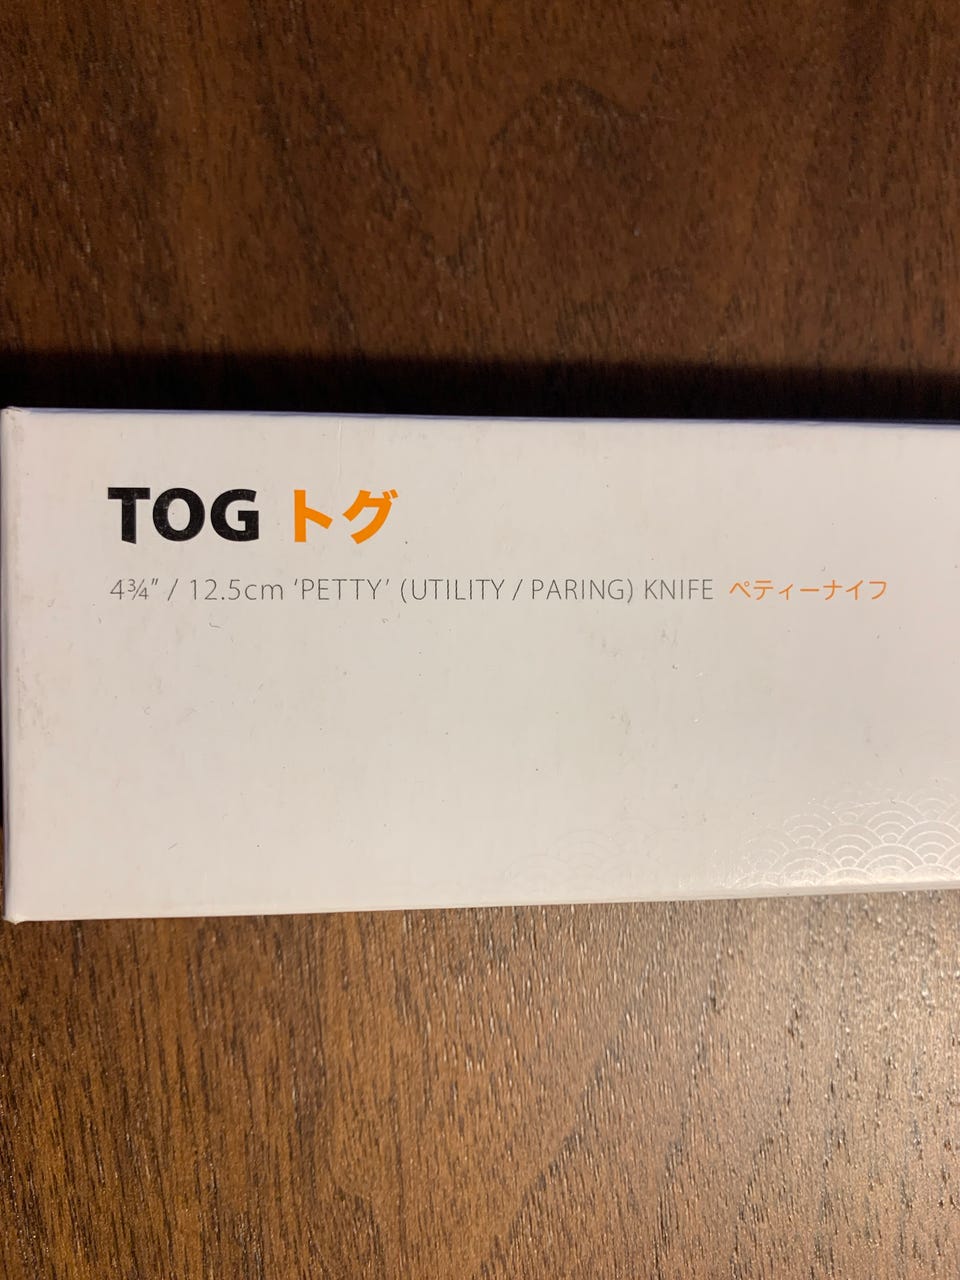 TOG トグ
4¾" / 12.5cm ‘PETTY’ (UTILITY / PARING) KNIFE ペティーナイフ